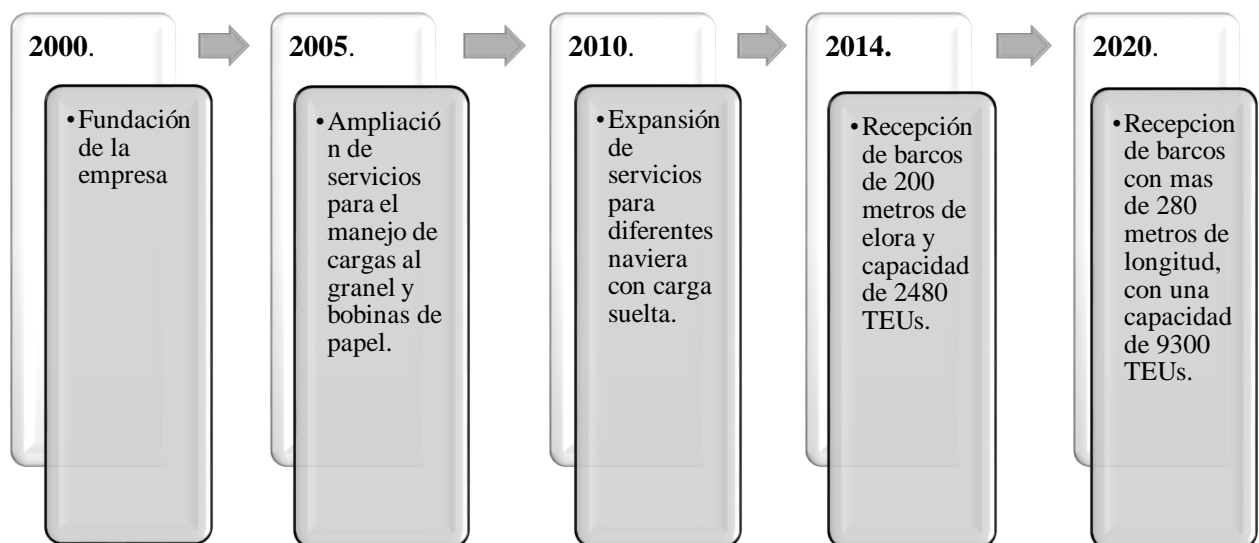 2000.
• Fundación
de la
empresa
2005.
• Ampliació
n de
servicios
para el
manejo de
cargas al
granel y
bobinas de
papel.
2010.
• Expansión
de
servicios
para
diferentes
naviera
con carga
suelta.
2014.
• Recepción
de barcos
de 200
metros de
elora y
capacidad
de 2480
TEUs.
2020.
• Recepcion
de barcos
con mas
de 280
metros de
longitud,
con una
capacidad
de 9300
TEUs.